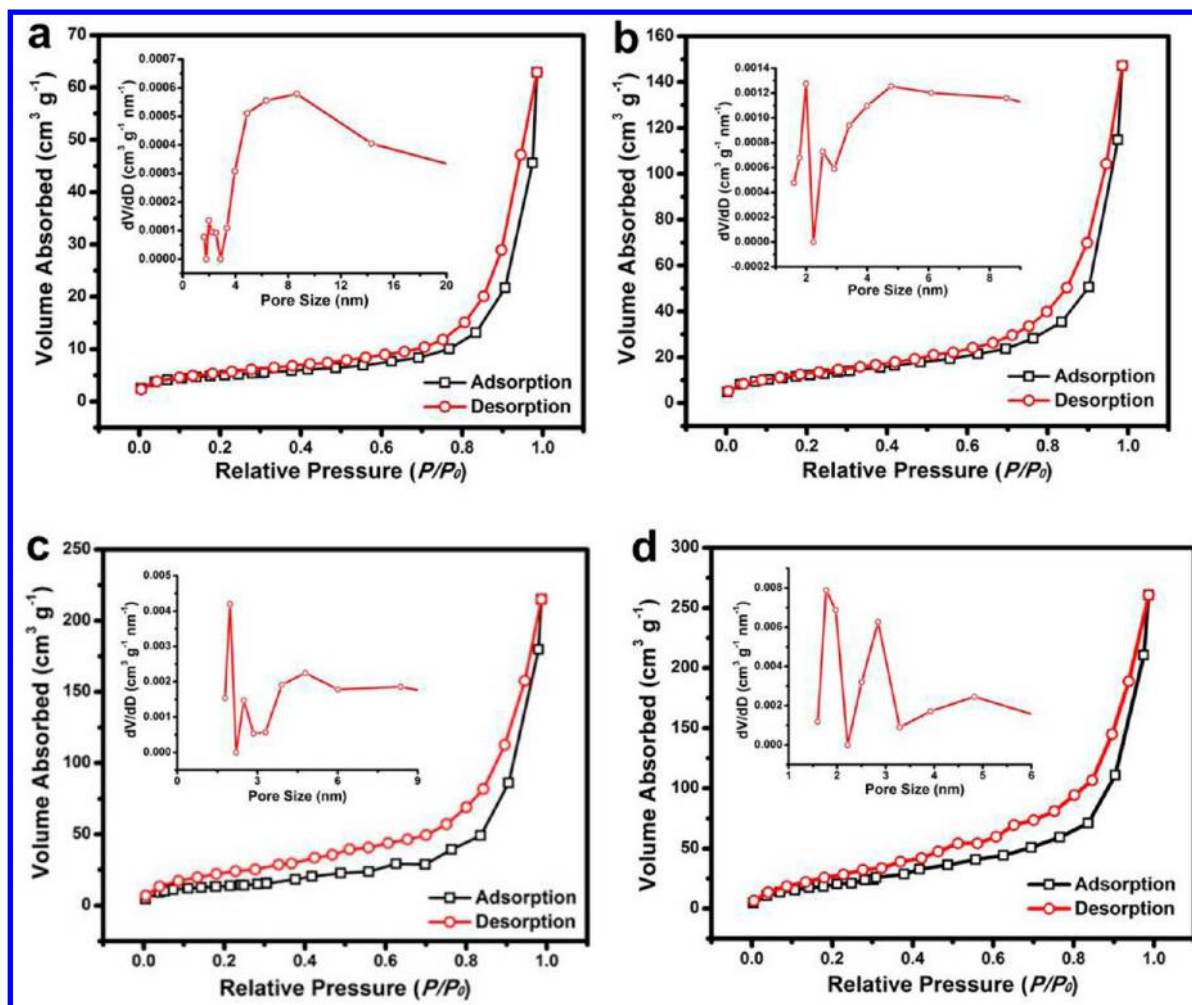 a
70
60
50
40
30
20
10
0
Volume Absorbed (cm³ g⁻¹)
0.0 0.2 0.4 0.6 0.8 1.0
Relative Pressure (P/P₀)
Adsorption
Desorption
0.0007
0.0006
0.0005
0.0004
0.0003
0.0002
0.0001
0.0000
dV/dD (cm³ g⁻¹ nm⁻¹)
0 4 8 12 16 20
Pore Size (nm)
b
160
140
120
100
80
60
40
20
0
Volume Absorbed (cm³ g⁻¹)
0.0 0.2 0.4 0.6 0.8 1.0
Relative Pressure (P/P₀)
Adsorption
Desorption
0.0014
0.0012
0.0010
0.0008
0.0006
0.0004
0.0002
0.0000
-0.0002
dV/dD (cm³ g⁻¹ nm⁻¹)
2 4 6 8
Pore Size (nm)
c
250
200
150
100
50
0
Volume Absorbed (cm³ g⁻¹)
0.0 0.2 0.4 0.6 0.8 1.0
Relative Pressure (P/P₀)
Adsorption
Desorption
0.005
0.004
0.003
0.002
0.001
0.000
dV/dD (cm³ g⁻¹ nm⁻¹)
0 3 6 9
Pore Size (nm)
d
300
250
200
150
100
50
0
Volume Absorbed (cm³ g⁻¹)
0.0 0.2 0.4 0.6 0.8 1.0
Relative Pressure (P/P₀)
Adsorption
Desorption
0.008
0.006
0.004
0.002
0.000
dV/dD (cm³ g⁻¹ nm⁻¹)
1 2 3 4 5 6
Pore Size (nm)